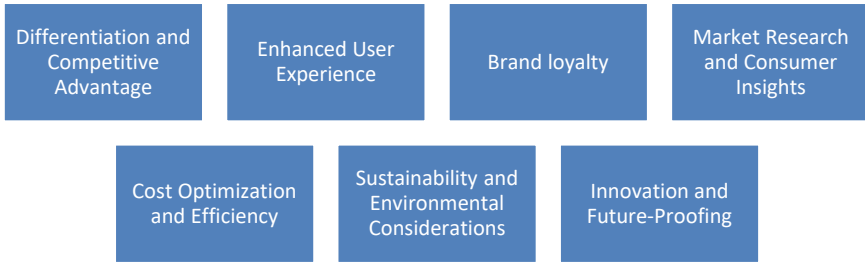 Differentiation and
Competitive
Advantage
Enhanced User
Experience
Brand loyalty
Market Research
and Consumer
Insights
Cost Optimization
and Efficiency
Sustainability and
Environmental
Considerations
Innovation and
Future-Proofing